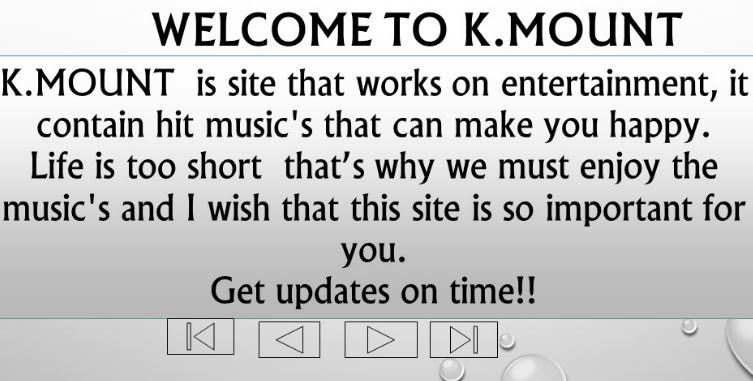 WELCOME TO K.MOUNT
K.MOUNT  is site that works on entertainment, it
contain hit music's that can make you happy.
Life is too short  that’s why we must enjoy the
music's and I wish that this site is so important for
you.
Get updates on time!!